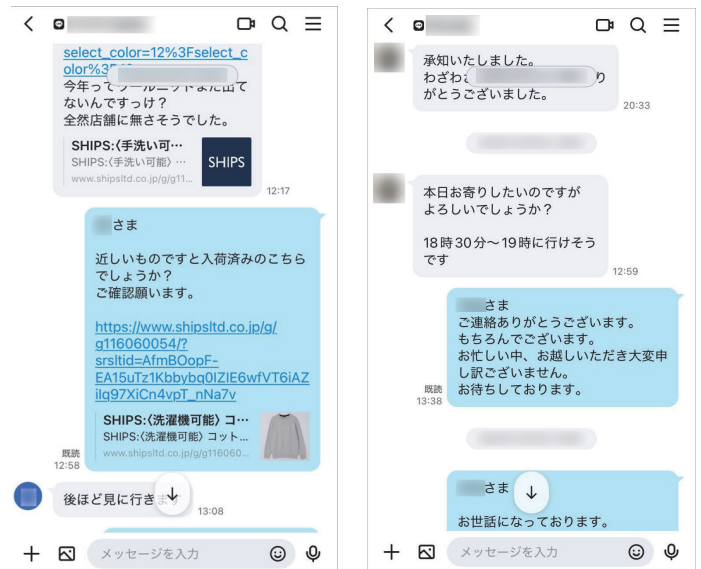 select_color=12%3Fselect_c
olor%3
今年ってウールニットまだ出て
ないんですっけ？
全然店舗に無さそうでした。
SHIPS:〈手洗い可…
SHIPS:〈手洗い可能〉…
www.shipsltd.co.jp/g/g11...
SHIPS
12:17
さま
近しいものですと入荷済みのこちら
でしょうか？
ご確認願います。
https://www.shipsltd.co.jp/g/
g116060054/?
srsltid=AfmBOopF-
EA15uTz1Kbbybq0IZIE6wfVT6iAZ
ilq97XiCn4vpT_nNa7v
SHIPS:〈洗濯機可能〉コ…
SHIPS:〈洗濯機可能〉コット…
www.shipsltd.co.jp/g/g116060...
既読
12:58
後ほど見に行きます
13:08
メッセージを入力
承知いたしました。
わざわざ
り
がとうございました。
20:33
本日お寄りしたいのですが
よろしいでしょうか？
18時30分〜19時に行けそう
です
12:59
さま
ご連絡ありがとうございます。
もちろんでございます。
お忙しい中、お越しいただき大変申
し訳ございません。
お待ちしております。
既読
13:38
さま
お世話になっております。
メッセージを入力